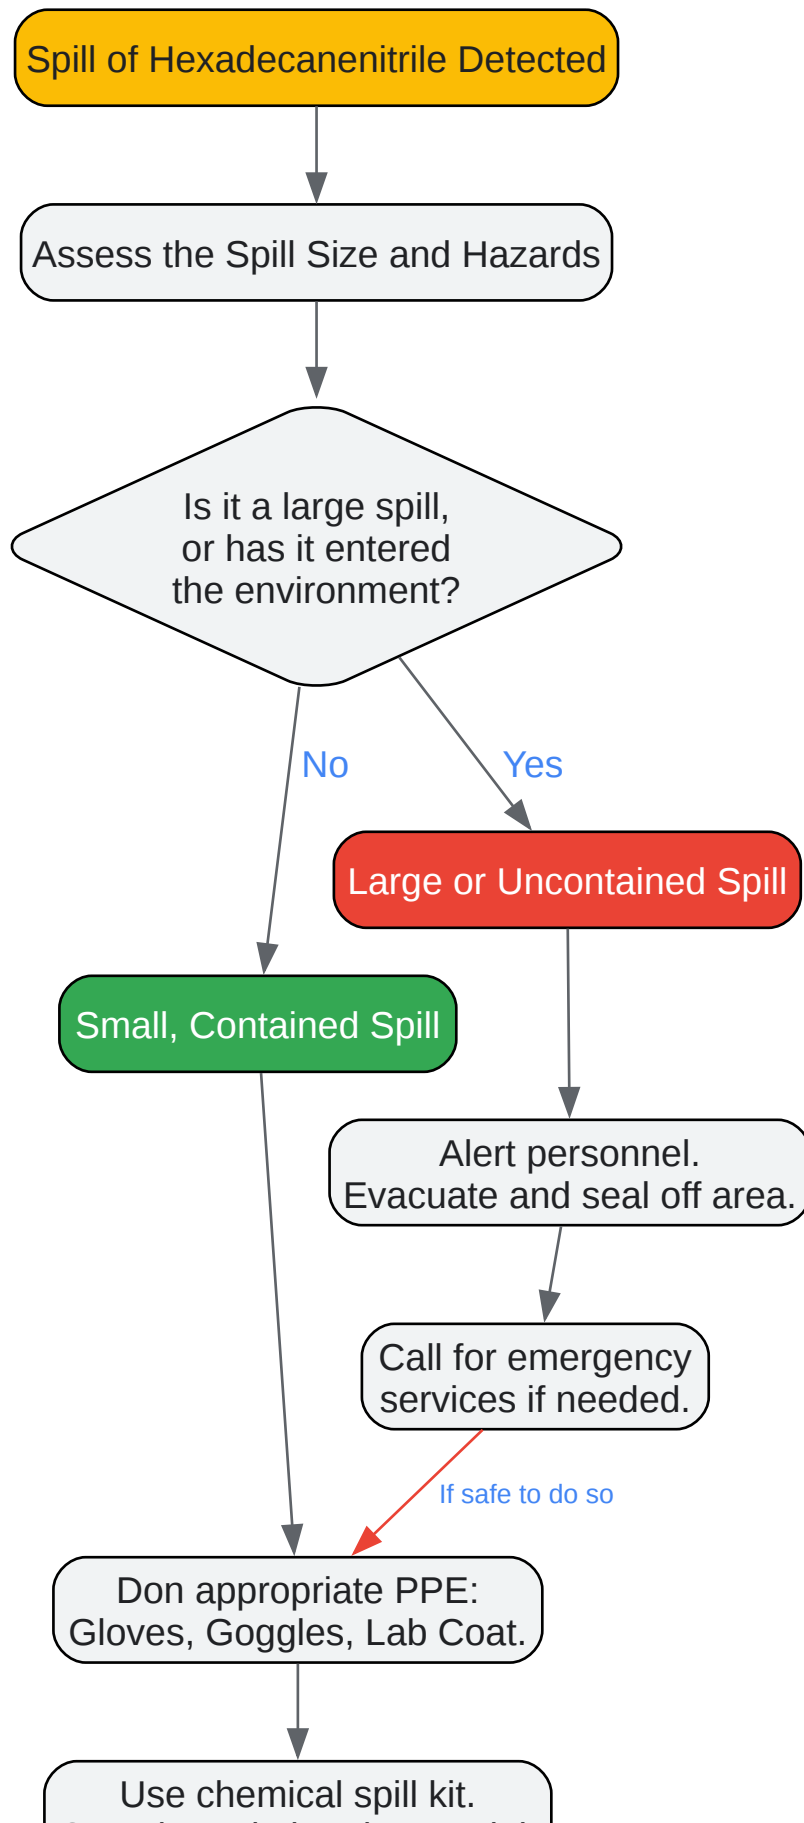 Spill of Hexadecanenitrile Detected
Assess the Spill Size and Hazards
Is it a large spill,
or has it entered
the environment?
No
Yes
Large or Uncontained Spill
Small, Contained Spill
Alert personnel.
Evacuate and seal off area.
Call for emergency
services if needed.
If safe to do so
Don appropriate PPE:
Gloves, Goggles, Lab Coat.
Use chemical spill kit.